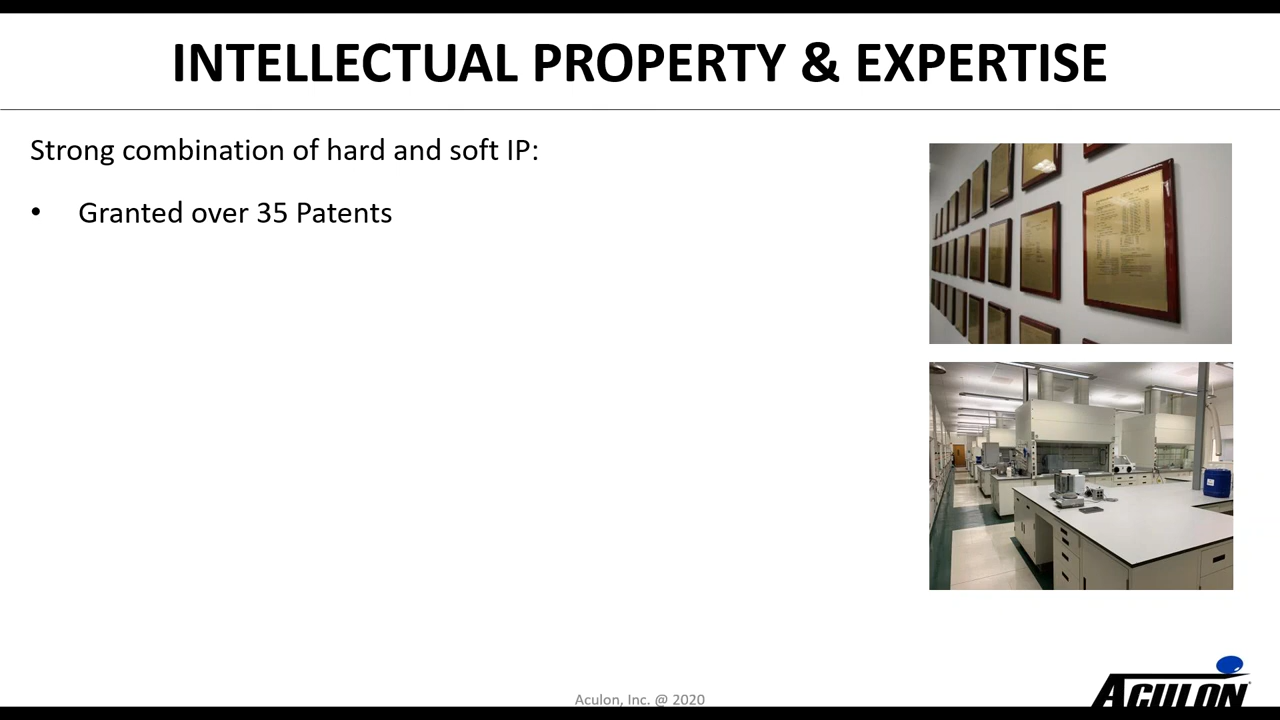 INTELLECTUAL PROPERTY & EXPERTISE
Strong combination of hard and soft IP:
• Granted over 35 Patents
Aculon, Inc. @ 2020
ACULON